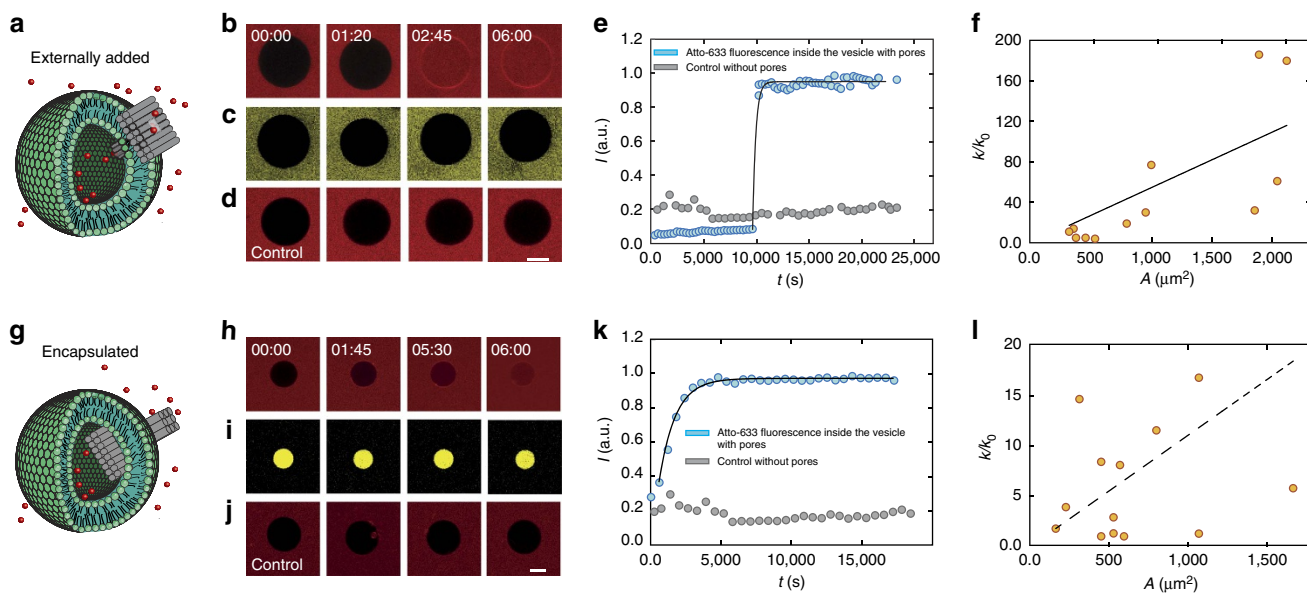 a
Externally added
b
00:00
01:20
02:45
06:00
c
d
Control
e
1.2
1.0
0.8
0.6
0.4
0.2
0.0
I (a.u.)
Atto-633 fluorescence inside the vesicle with pores
Control without pores
0.0
5,000
10,000
15,000
20,000
25,000
t (s)
f
200
160
120
80
40
0.0
k/k0
500
1,000
1,500
2,000
A (μm²)
g
Encapsulated
h
00:00
01:45
05:30
06:00
i
j
Control
k
1.2
1.0
0.8
0.6
0.4
0.2
0.0
I (a.u.)
Atto-633 fluorescence inside the vesicle
with pores
Control without pores
0.0
5,000
10,000
15,000
t (s)
l
20
15
10
5
0.0
k/k0
0
500
1,000
1,500
A (μm²)